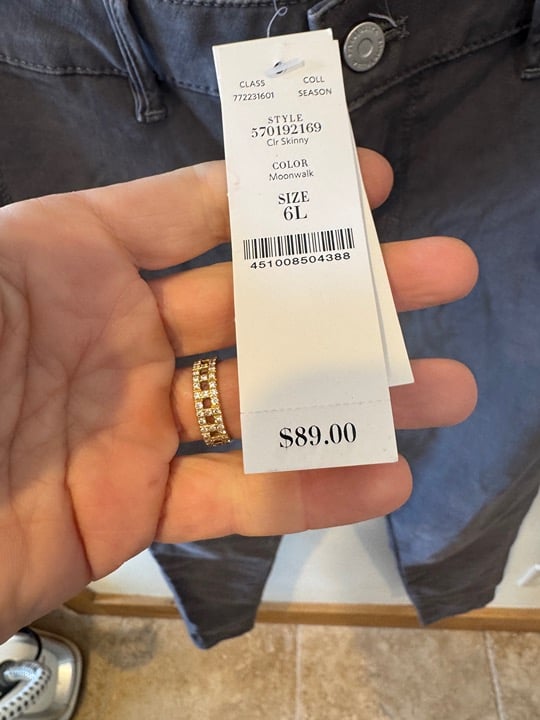 CLASS COLL
772231601 SEASON
STYLE
570192169
Clr Skinny
COLOR
Moonwalk
SIZE
6L
451008504388
$89.00